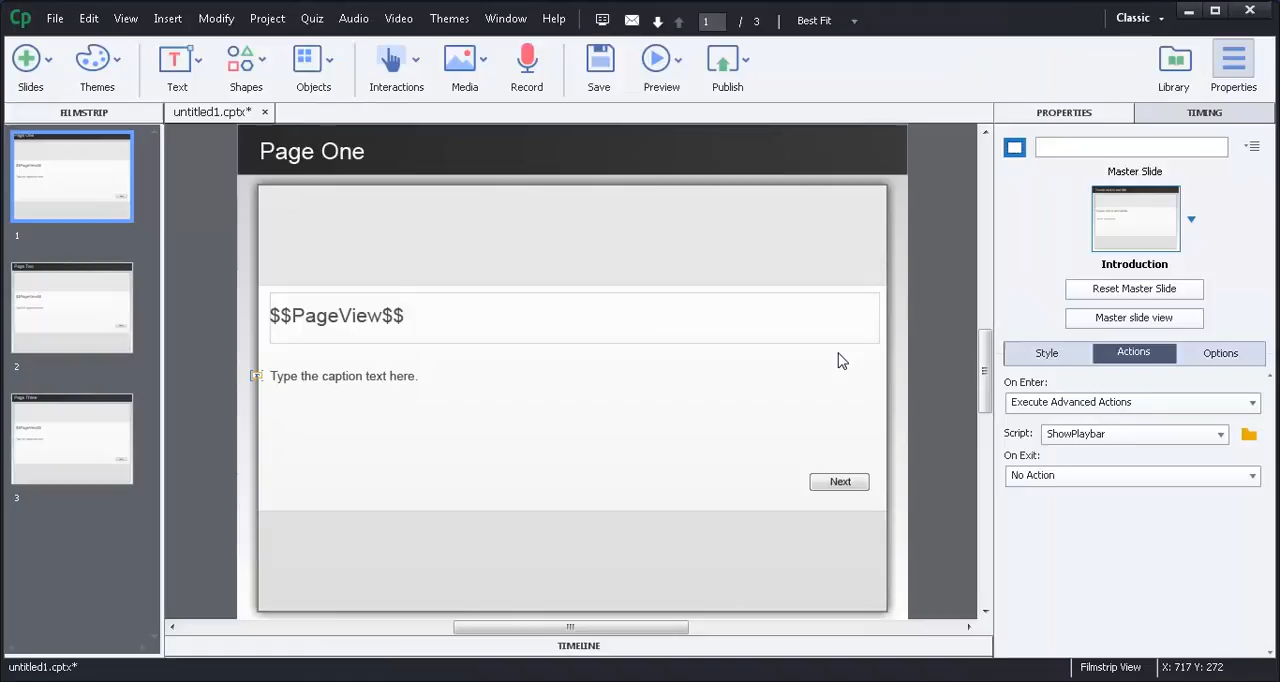 Cp File Edit View Insert Modify Project Quiz Audio Video Themes Window Help 1 / 3 Best Fit Classic
Slides Themes Text Shapes Objects Interactions Media Record Save Preview Publish Library Properties
FILMSTRIP untitled1.cptx* × PROPERTIES TIMING
Page One
Master Slide
Introduction
Reset Master Slide
Master slide view
Style Actions Options
On Enter:
Execute Advanced Actions
Script: ShowPlaybar
On Exit:
No Action
$$PageView$$
Type the caption text here.
Next
1
2
3
TIMELINE
untitled1.cptx* Filmstrip View X: 717 Y: 272